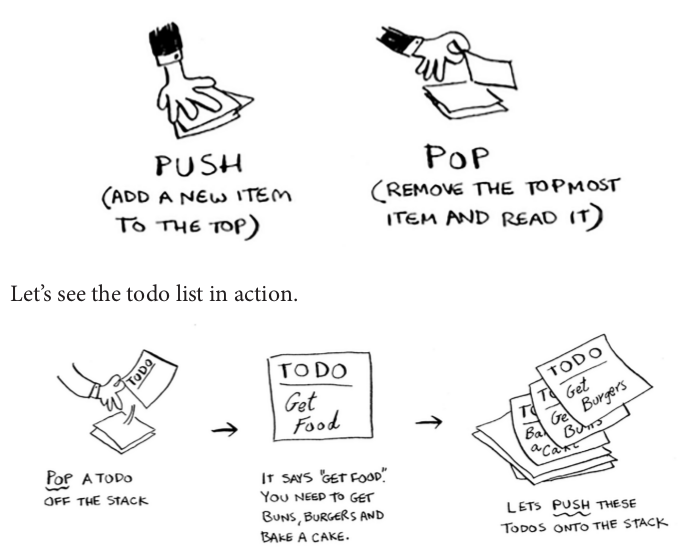 PUSH
(ADD A NEW ITEM
TO THE TOP)
POP
(REMOVE THE TOPMOST
ITEM AND READ IT)
Let's see the todo list in action.
TODO
POP A TODO
OFF THE STACK
TODO
Get
Food
IT SAYS "GET FOOD".
YOU NEED TO GET
BUNS, BURGERS AND
BAKE A CAKE.
TODO
Get
Burgers
TO
Ge
Buns
TO
Ba
a Cake
LETS PUSH THESE
TODOS ONTO THE STACK